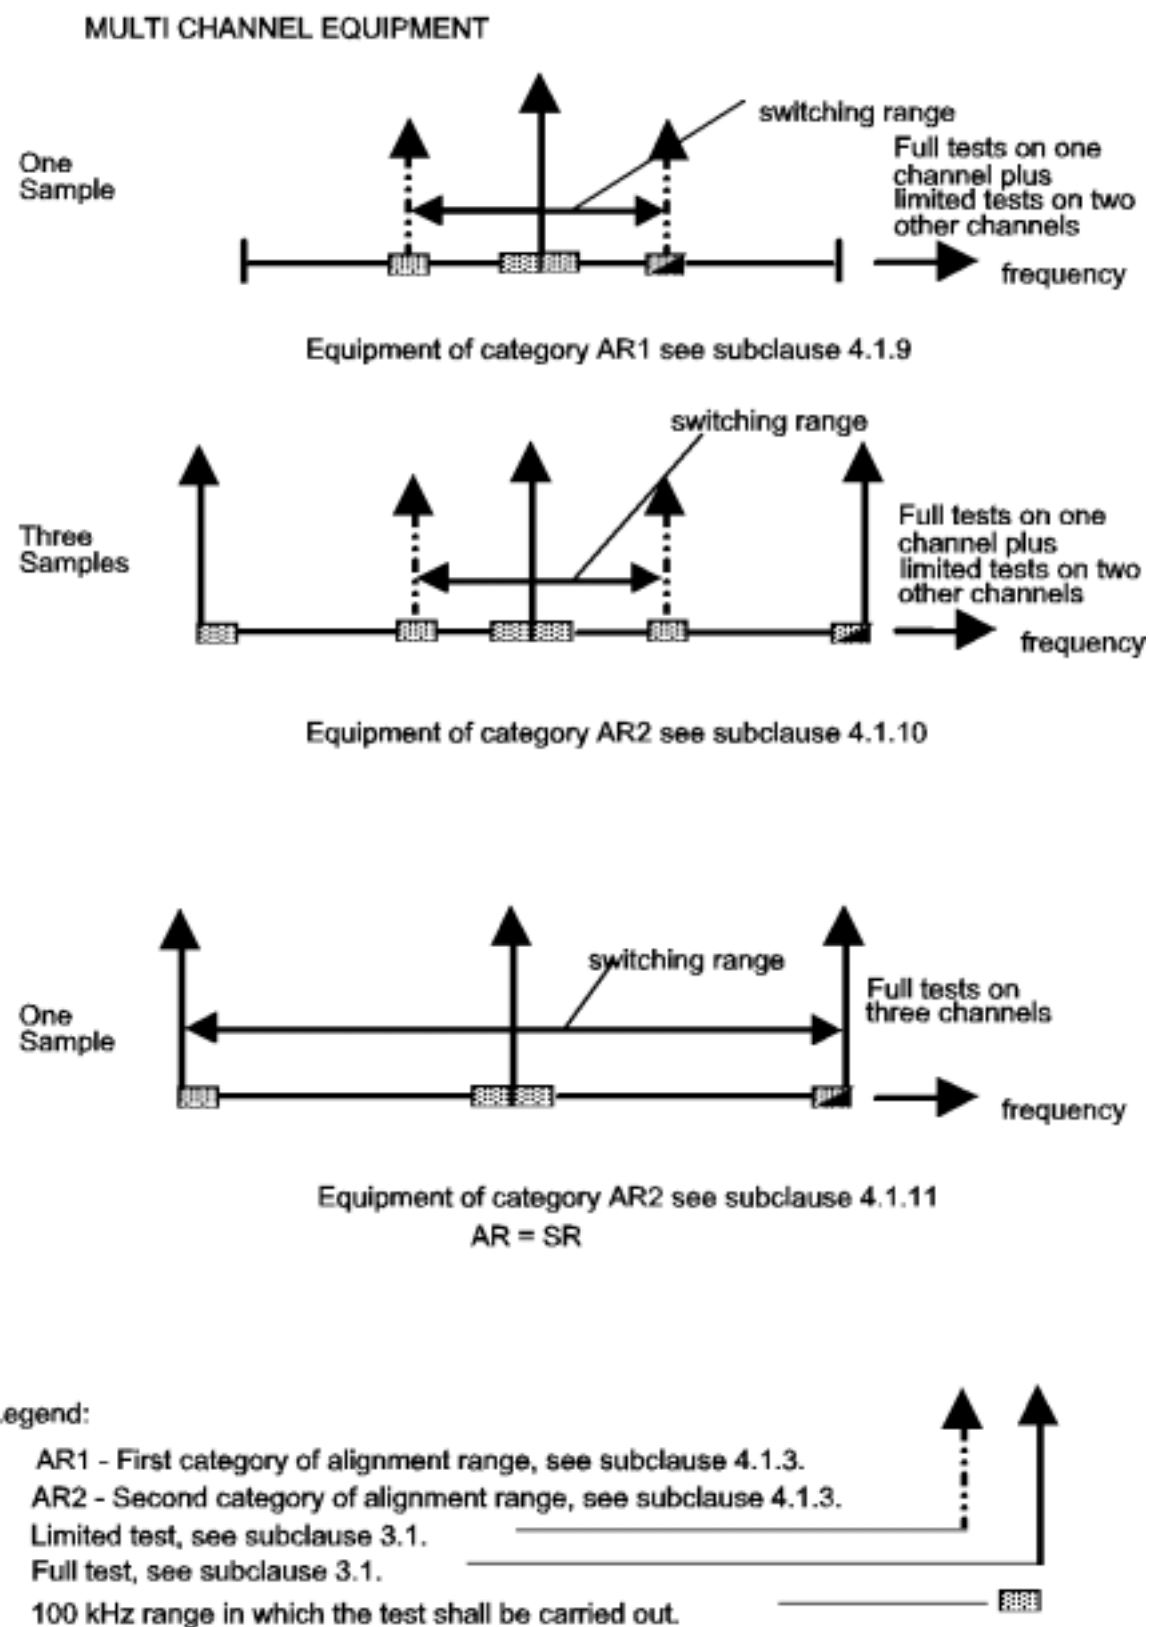 MULTI CHANNEL EQUIPMENT
switching range
One
Sample
Full tests on one
channel plus
limited tests on two
other channels
frequency
Equipment of category AR1 see subclause 4.1.9
switching range
Three
Samples
Full tests on one
channel plus
limited tests on two
other channels
frequency
Equipment of category AR2 see subclause 4.1.10
switching range
One
Sample
Full tests on
three channels
frequency
Equipment of category AR2 see subclause 4.1.11
AR = SR
egend:
AR1 - First category of alignment range, see subclause 4.1.3.
AR2 - Second category of alignment range, see subclause 4.1.3.
Limited test, see subclause 3.1.
Full test, see subclause 3.1.
100 kHz range in which the test shall be carried out.